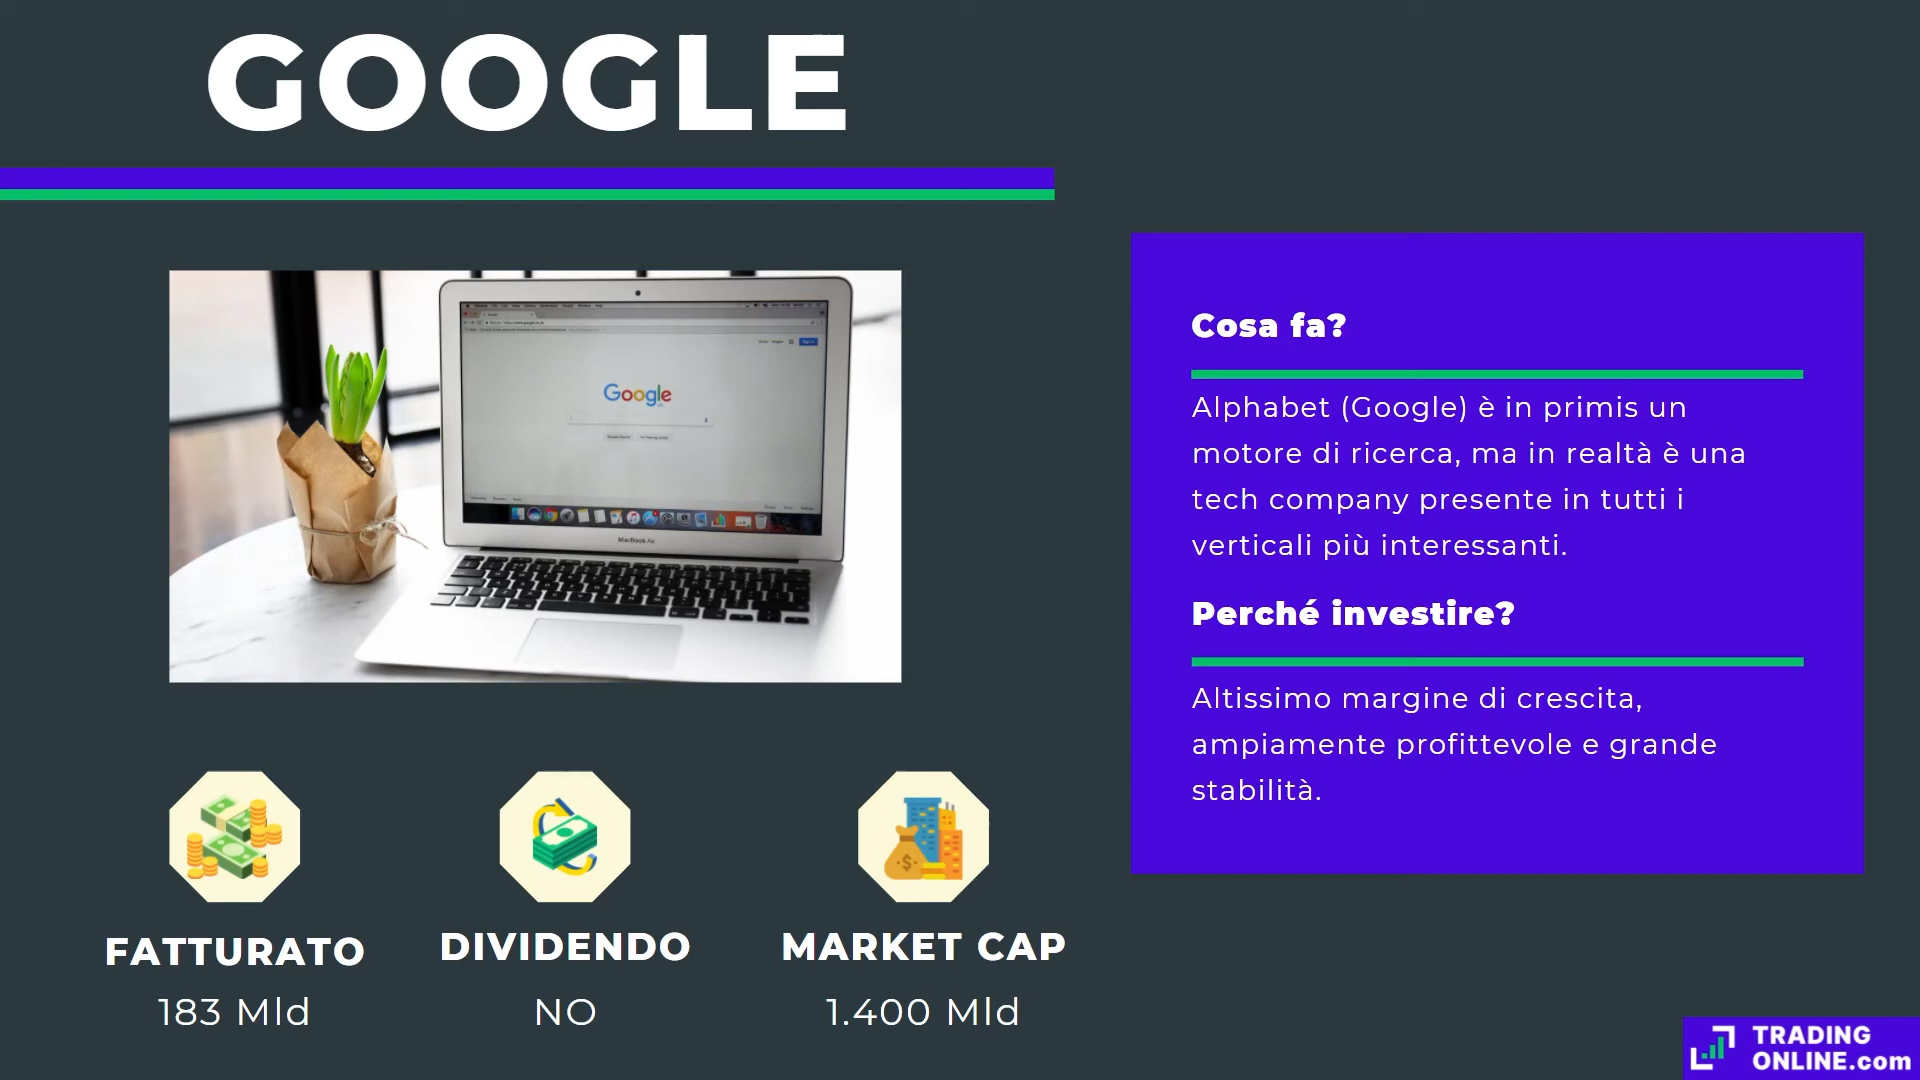 GOOGLE
Google
MacBook Air
Cosa fa?
Alphabet (Google) è in primis un
motore di ricerca, ma in realtà è una
tech company presente in tutti i
verticali più interessanti.
Perché investire?
Altissimo margine di crescita,
ampiamente profittevole e grande
stabilità.
FATTURATO
183 Mld
DIVIDENDO
NO
MARKET CAP
1.400 Mld
TRADING
ONLINE.com